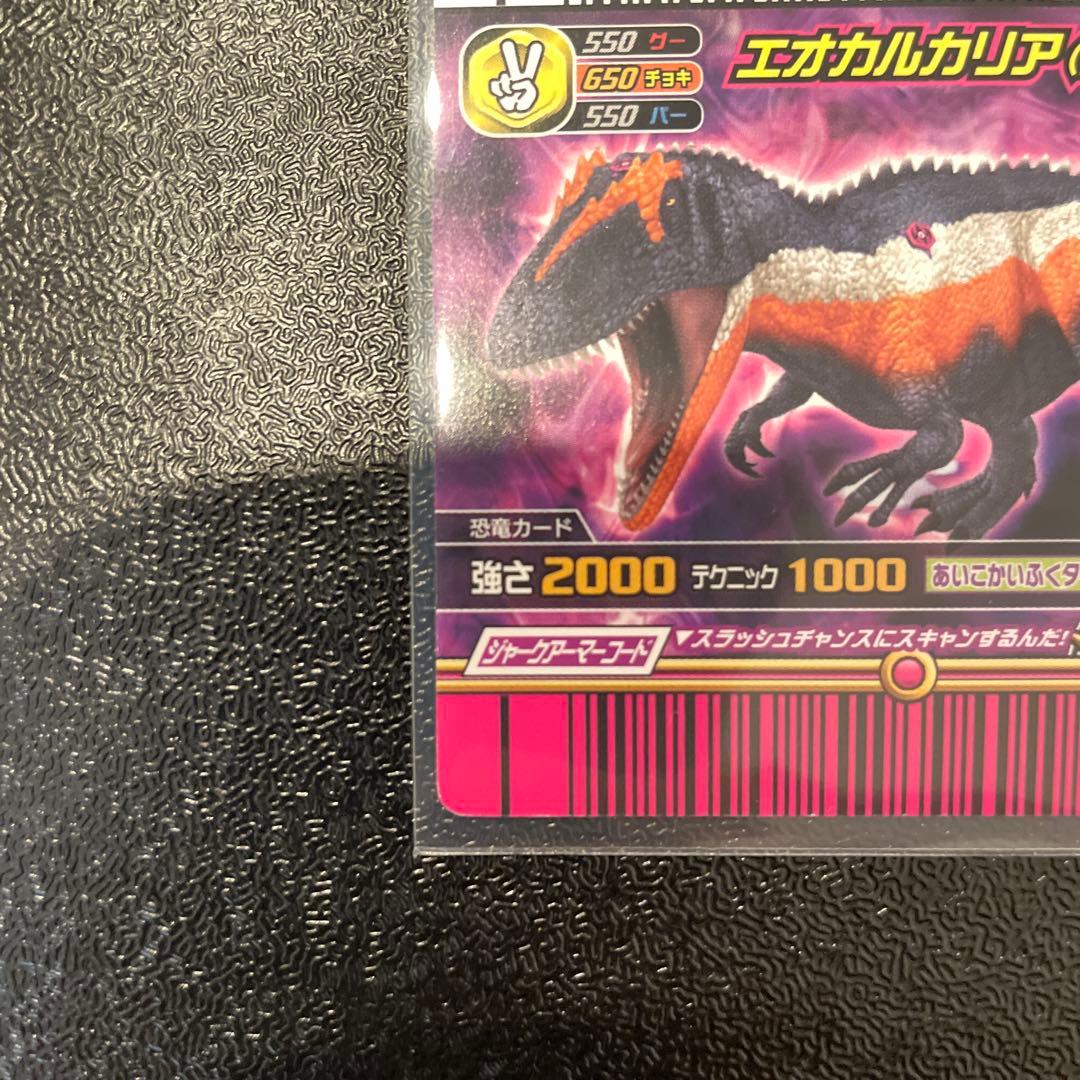 550 グー
650 チョキ
550 パー
エオカルカリア
恐竜カード
強さ 2000 テクニック 1000 あいこかいふくタ
ジャークアーマーコード ▼スラッシュチャンスにスキャンするんだ!